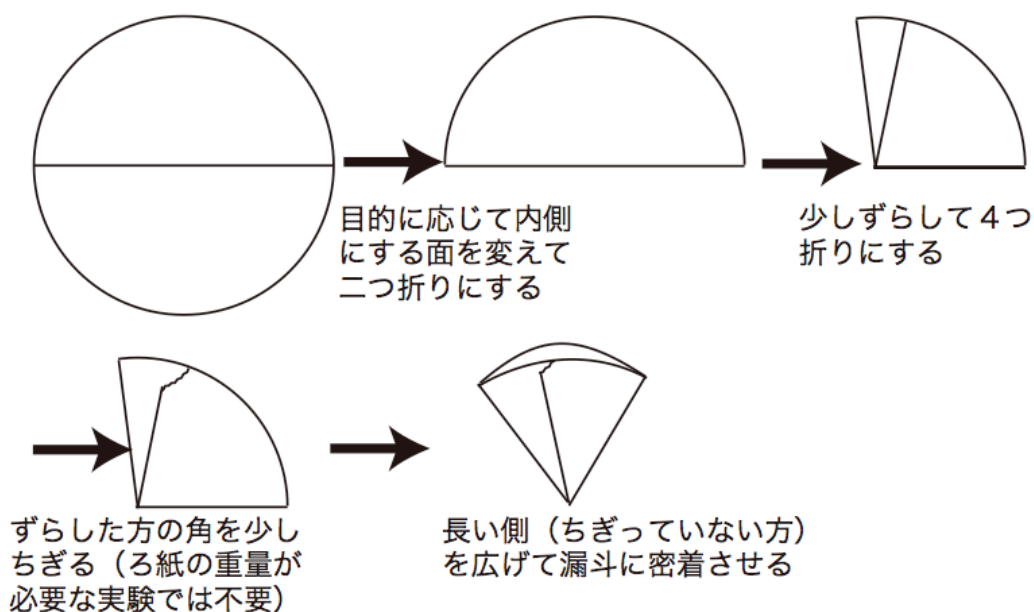 目的に応じて内側
にする面を変えて
二つ折りにする
少しずらして４つ
折りにする
ずらした方の角を少し
ちぎる（ろ紙の重量が
必要な実験では不要）
長い側（ちぎっていない方）
を広げて漏斗に密着させる